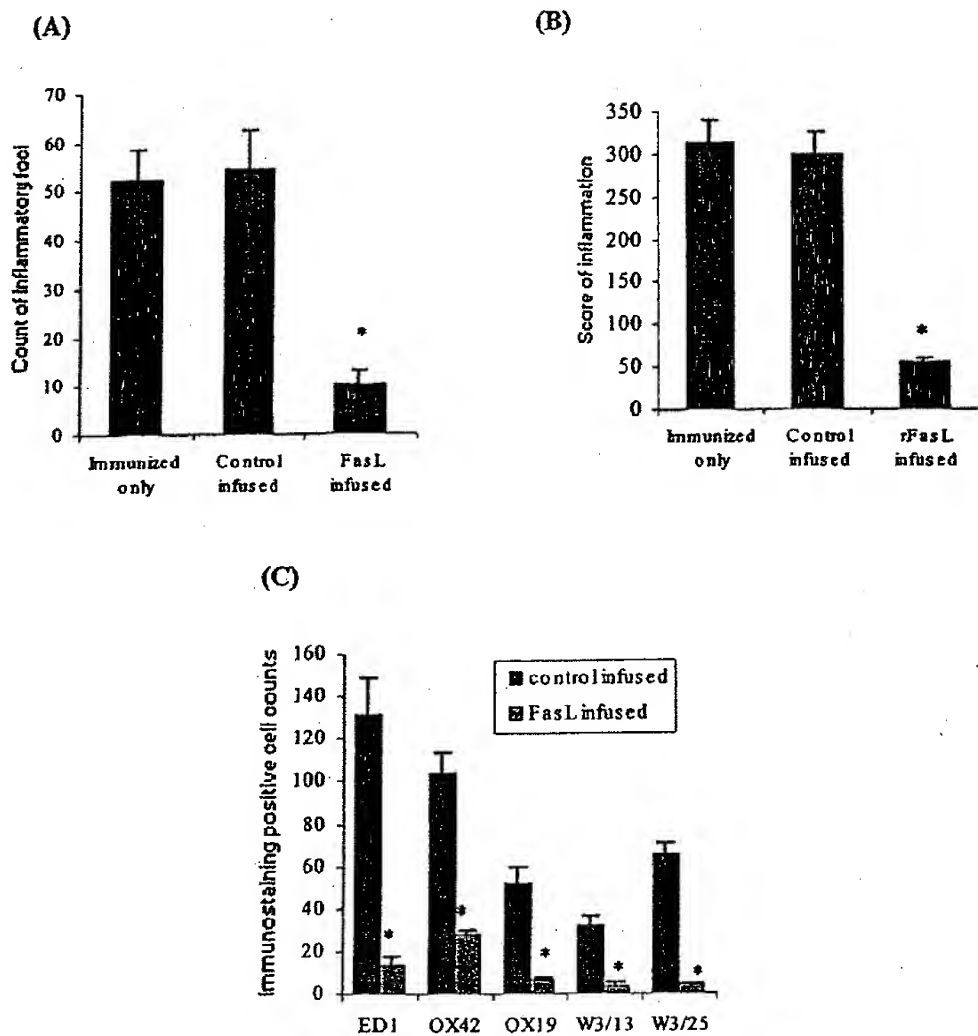 (A)
Count of inflammatory foci
70
60
50
40
30
20
10
0
Immunized only
Control infused
FasL infused
*
(B)
Score of inflammation
350
300
250
200
150
100
50
0
Immunized only
Control infused
rFasL infused
*
(C)
Immunostaining positive cell counts
160
140
120
100
80
60
40
20
0
control infused
FasL infused
* * * * *
ED1 OX42 OX19 W3/13 W3/25